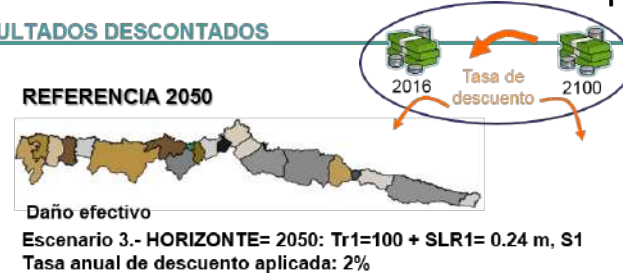 ULTADOS DESCONTADOS
2016
Tasa de
descuento
2100
REFERENCIA 2050
Daño efectivo
Escenario 3.- HORIZONTE= 2050: Tr1=100 + SLR1= 0.24 m, S1
Tasa anual de descuento aplicada: 2%